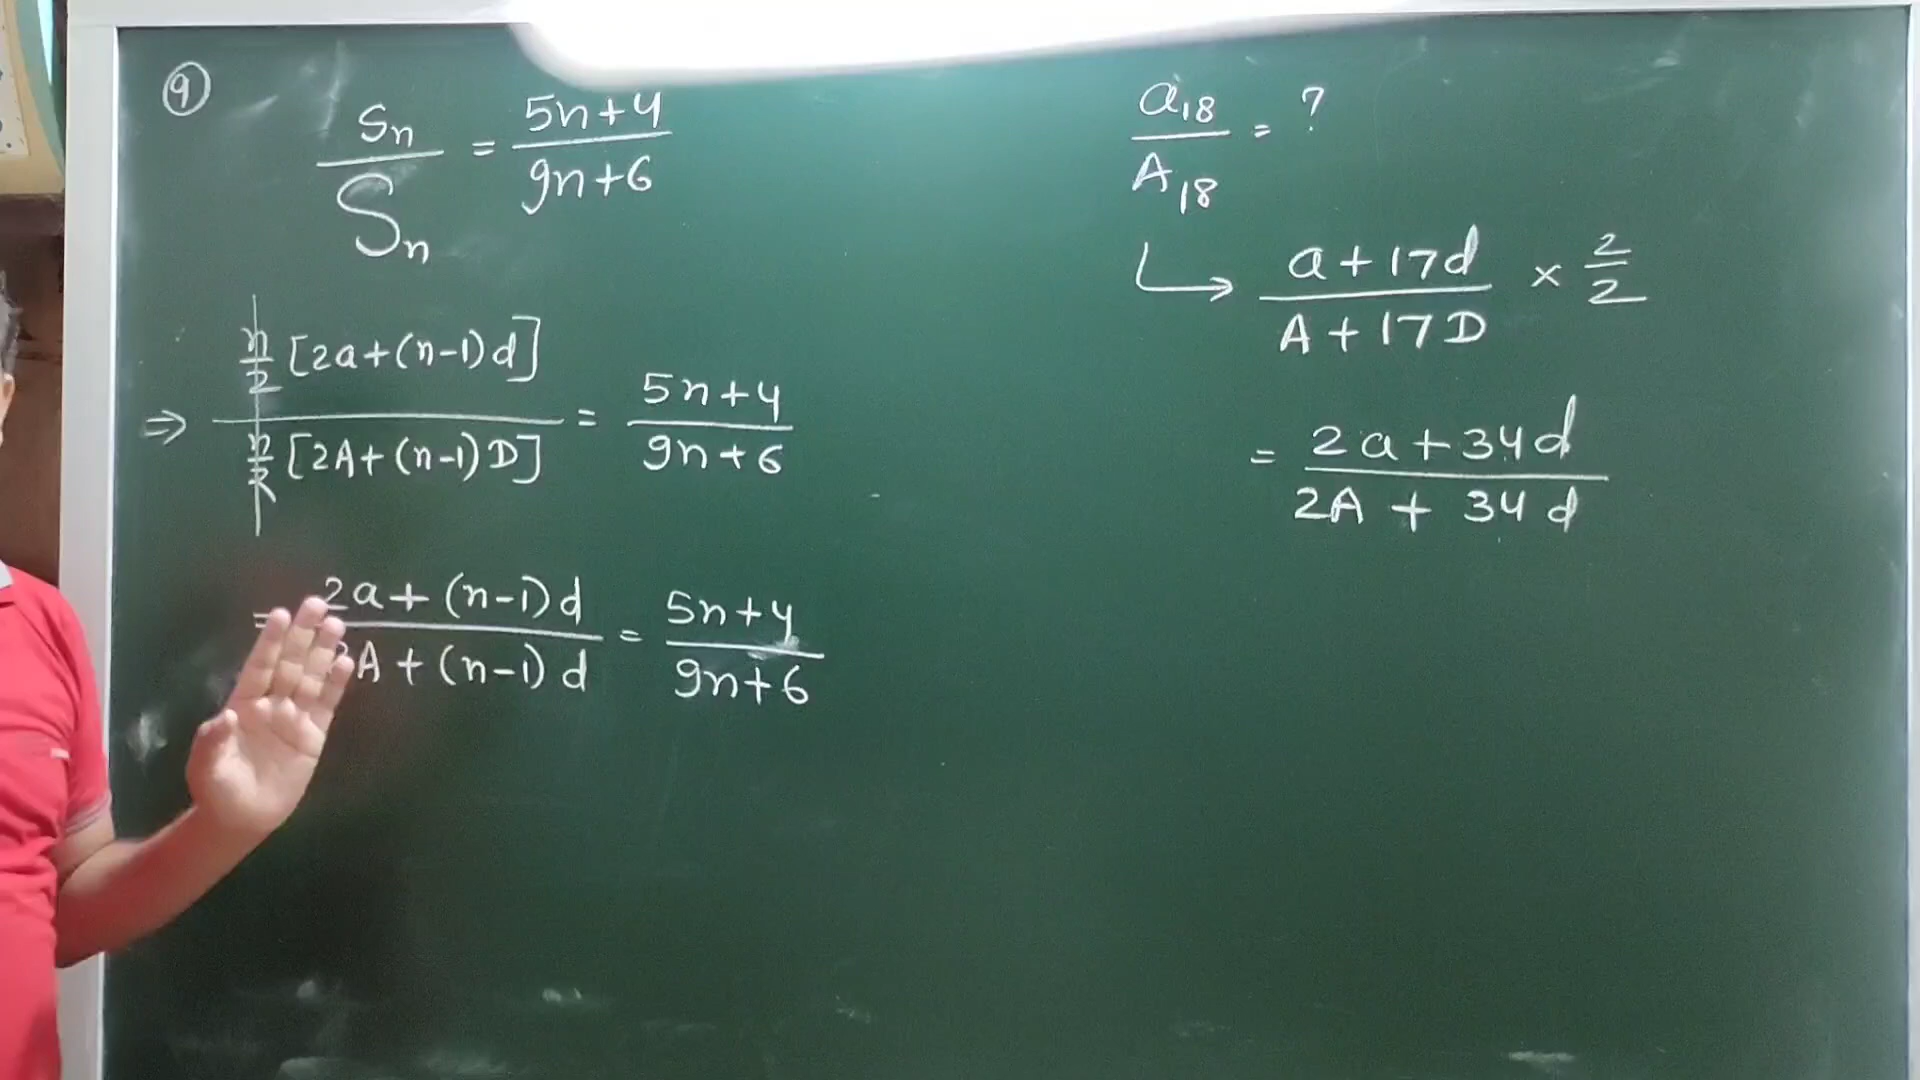 9
Sn / Sn = 5n+4 / 9n+6
⇒ n/2 [2a+(n-1)d] / n/2 [2A+(n-1)D] = 5n+4 / 9n+6
= 2a+(n-1)d / 2A+(n-1)d = 5n+4 / 9n+6
a18 / A18 = ?
↳ a+17d / A+17D × 2/2
= 2a+34d / 2A+34d